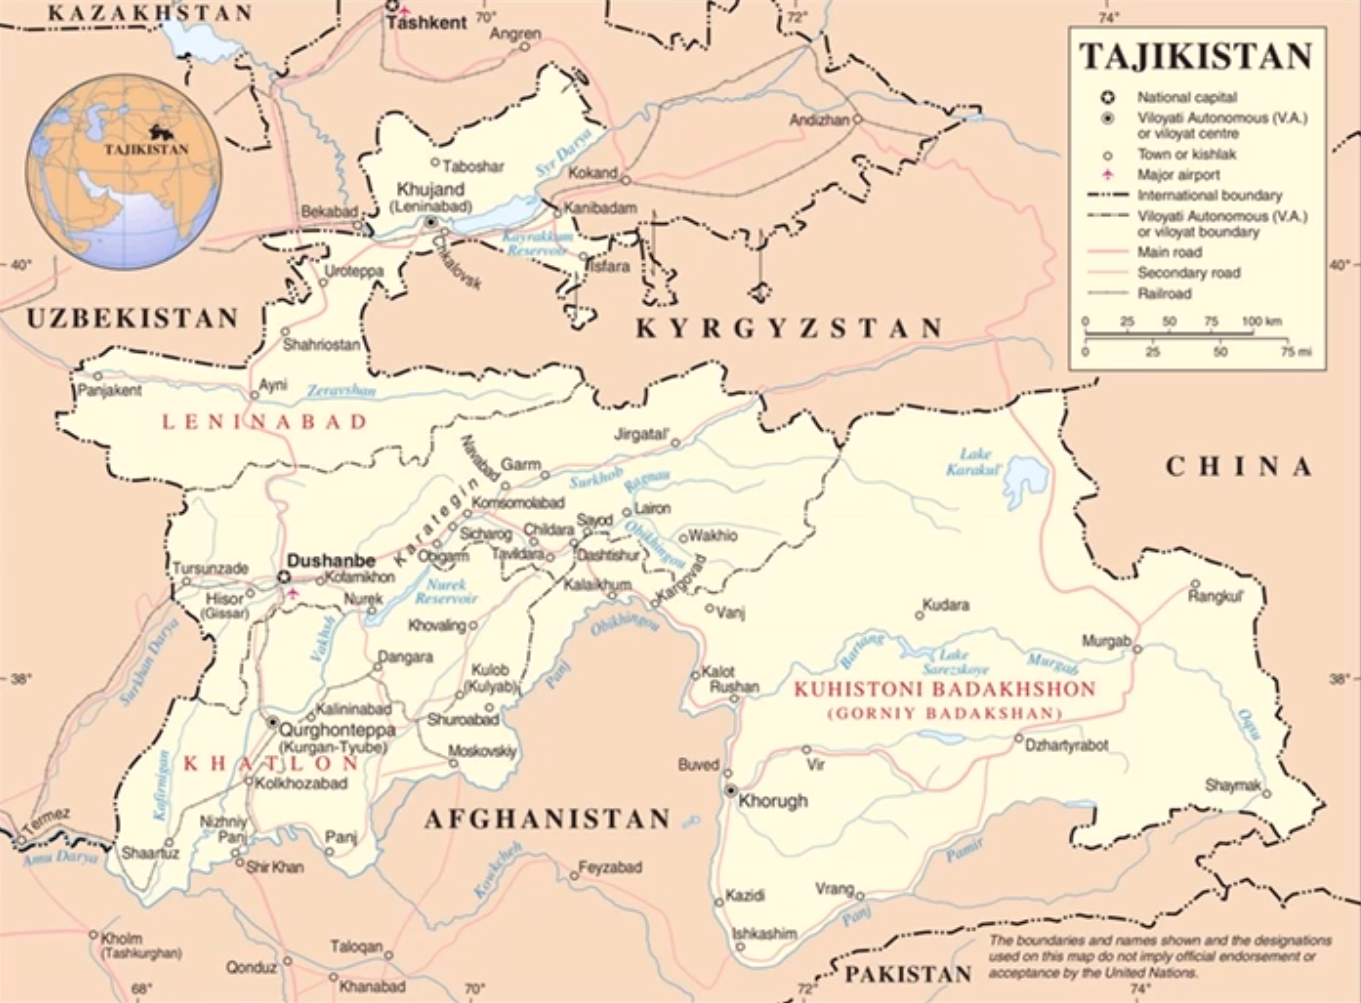 KAZAKHSTAN
Tashkent
70°
72°
74°
Angren
TAJIKISTAN
National capital
Viloyati Autonomous (V.A.)
or viloyat centre
Town or kishlak
Major airport
International boundary
Viloyati Autonomous (V.A.)
or viloyat boundary
Main road
Secondary road
Railroad
0 25 50 75 100 km
0 25 50 75 mi
TAJIKISTAN
Andizhan
Syr Darya
Taboshar
Kokand
Khujand
(Leninabad)
Bekabad
Kanibadam
Kayrakkum
Reservoir
Chkalovsk
Isfara
40°
40°
Uroteppa
UZBEKISTAN
KYRGYZSTAN
Shahriostan
Panjakent
Ayni
Zeravshan
LENINABAD
Jirgatal'
Navabad
Garm
Surkhob
Ragnau
Lake
Karakul'
CHINA
Karategin
Komsomolabad
Lairon
Sicharog
Childara
Sayod
Obikhingou
Wakhio
Obigarm
Tavildara
Dashtishur
Dushanbe
Tursunzade
Kofarnikhon
Hisor
(Gissar)
Nurek
Nurek
Reservoir
Kalaikhum
Kargovad
Vanj
Kudara
Rangkul'
Khovaling
Obikhingou
Vakhsh
Surkhan Darya
Dangara
Murgab
Bartang
Lake
Sarezskoye
Murgab
38°
38°
Kulob
(Kulyab)
Panj
Kalot
Rushan
KUHISTONI BADAKHSHON
(GORNIY BADAKSHAN)
Kalininabad
Shuroabad
Qurghonteppa
(Kurgan-Tyube)
Moskovskiy
Oqsu
Dzhartyrabot
KHATLON
Kafirnigan
Kolkhozabad
Buved
Vir
Khorugh
Shaymak
Termez
AFGHANISTAN
Nizhniy
Panj
Panj
Amu Darya
Shaartuz
Shir Khan
Kowkcheh
Feyzabad
Pamir
Kazidi
Vrang
Panj
Ishkashim
Kholm
(Tashkurghan)
Taloqan
Qonduz
Khanabad
PAKISTAN
The boundaries and names shown and the designations
used on this map do not imply official endorsement or
acceptance by the United Nations.
68°
70°
72°
74°